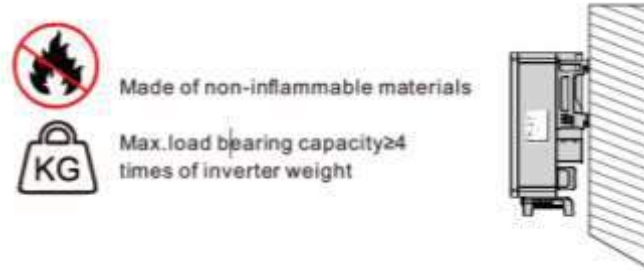 Made of non-inflammable materials
Max.load bearing capacity≥4
times of inverter weight
KG